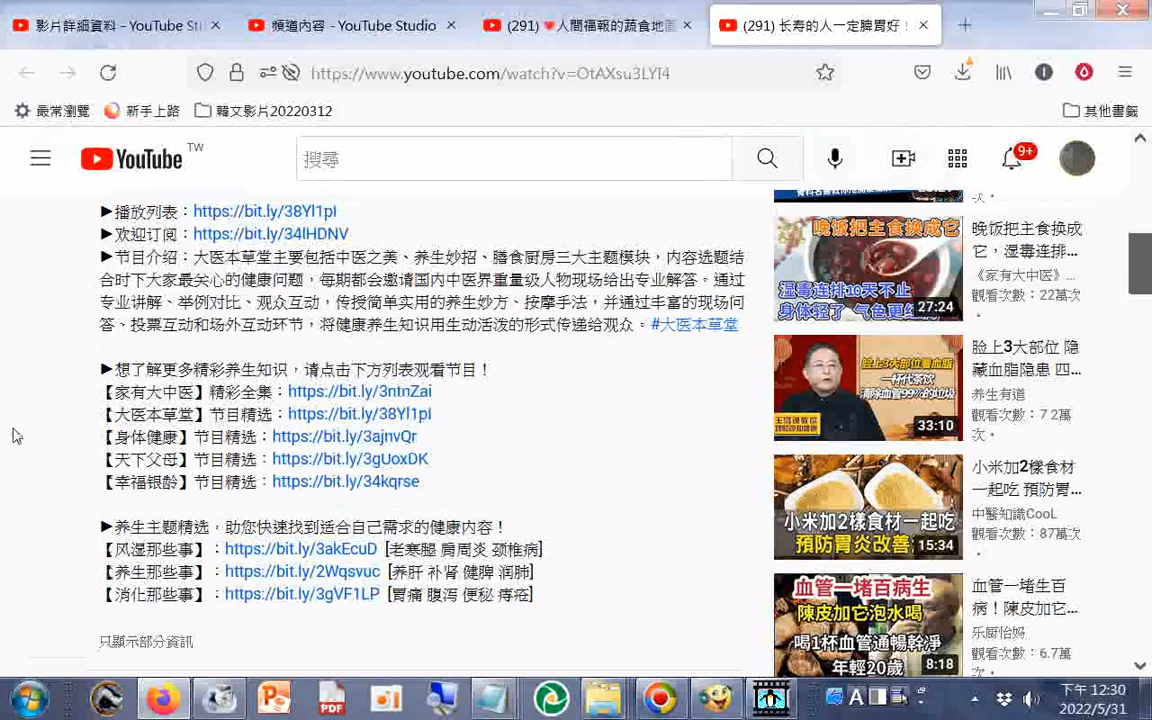 影片詳細資料 - YouTube St
頻道內容 - YouTube Studio
(291) 人間福報的蔬食地圖
(291) 长寿的人一定脾胃好！
https://www.youtube.com/watch?v=OtAXsu3LYI4
最常瀏覽
新手上路
韓文影片20220312
其他書籤
YouTube TW
搜尋
9+
▶播放列表：https://bit.ly/38Yl1pI
▶欢迎订阅：https://bit.ly/34lHDNV
▶节目介绍：大医本草堂主要包括中医之美、养生妙招、膳食厨房三大主题模块，内容选题结
合时下大家最关心的健康问题，每期都会邀请国内中医界重量级人物现场给出专业解答。通过
专业讲解、举例对比、观众互动，传授简单实用的养生妙方、按摩手法，并通过丰富的现场问
答、投票互动和场外互动环节，将健康养生知识用生动活泼的形式传递给观众。#大医本草堂
▶想了解更多精彩养生知识，请点击下方列表观看节目！
【家有大中医】精彩全集：https://bit.ly/3ntnZai
【大医本草堂】节目精选：https://bit.ly/38Yl1pI
【身体健康】节目精选：https://bit.ly/3ajnvQr
【天下父母】节目精选：https://bit.ly/3gUoxDK
【幸福银龄】节目精选：https://bit.ly/34kqrse
▶养生主题精选，助您快速找到适合自己需求的健康内容！
【风湿那些事】：https://bit.ly/3akEcuD [老寒腿 肩周炎 颈椎病]
【养生那些事】：https://bit.ly/2Wqsvuc [养肝 补肾 健脾 润肺]
【消化那些事】：https://bit.ly/3gVF1LP [胃痛 腹泻 便秘 痔疮]
只顯示部分資訊
次・
晚饭把主食换成它
湿毒连排10天不止
身体轻了 气色更
27:24
晚饭把主食换成
它，湿毒连排...
《家有大中医》...
觀看次數：22萬次
・
脸上3大部位
一杯代茶饮
清除血管99%的垃圾
33:10
脸上3大部位 隐
藏血脂隐患 四...
养生有道
觀看次數：7.2萬
次・
小米加2樣食材一起吃
預防胃炎改善
15:34
小米加2樣食材
一起吃 預防胃...
中醫知識CooL
觀看次數：87萬次
・
血管一堵百病生
陳皮加它泡水喝
喝1杯血管通暢幹淨
年輕20歲
8:18
血管一堵生百
病！陳皮加它...
乐厨怡妈
觀看次數：6.7萬
次・
PDF
A
下午 12:30
2022/5/31